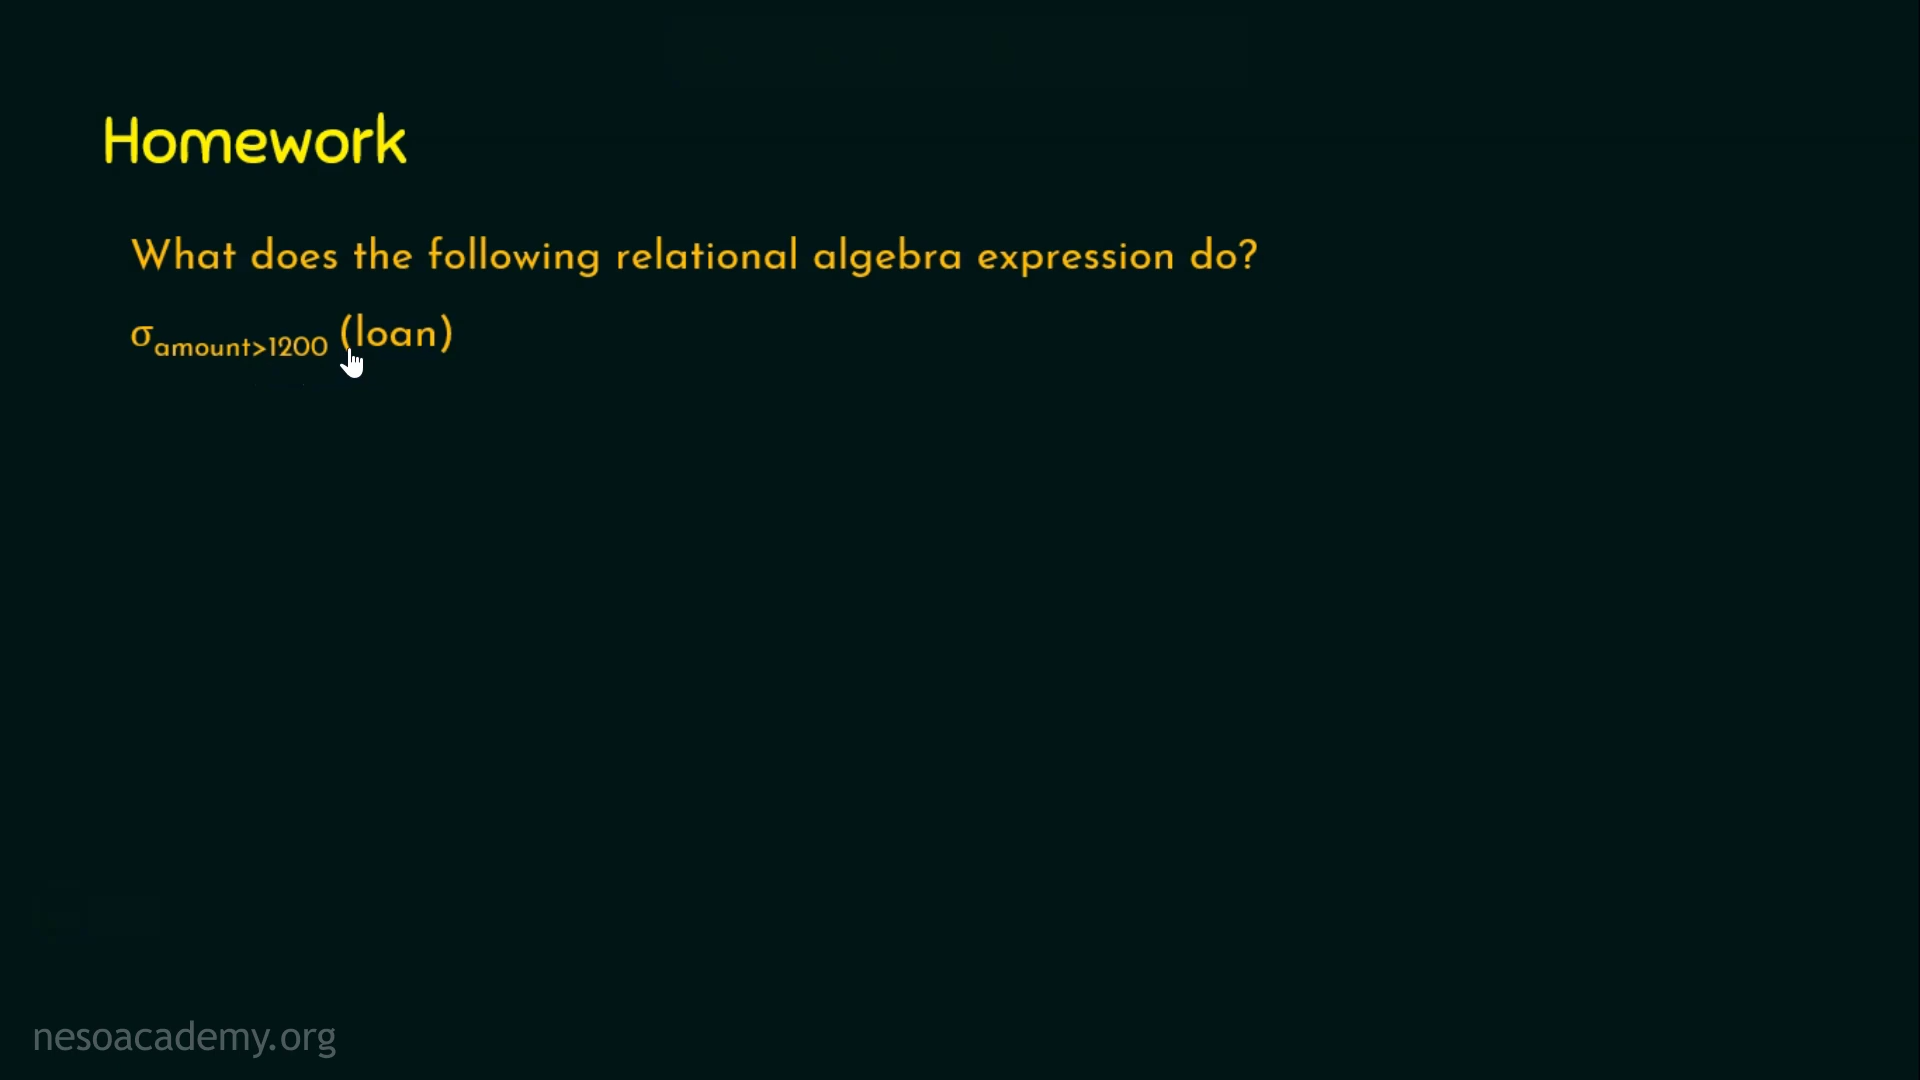 Homework
What does the following relational algebra expression do?
σamount>1200 (loan)
nesoacademy.org